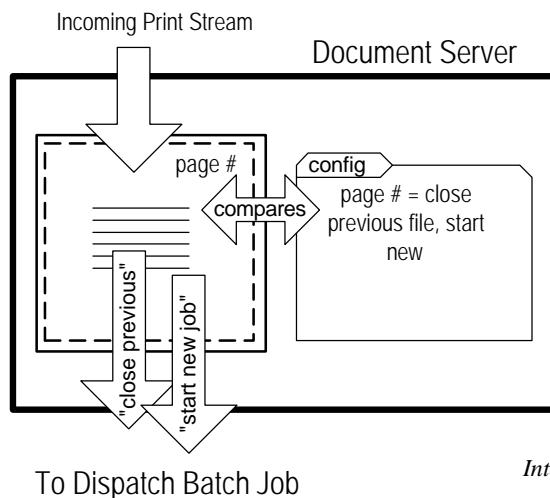 Incoming Print Stream
Document Server
page #
config
compares
page # = close
previous file, start
new
"close previous"
"start new job"
To Dispatch Batch Job
Int